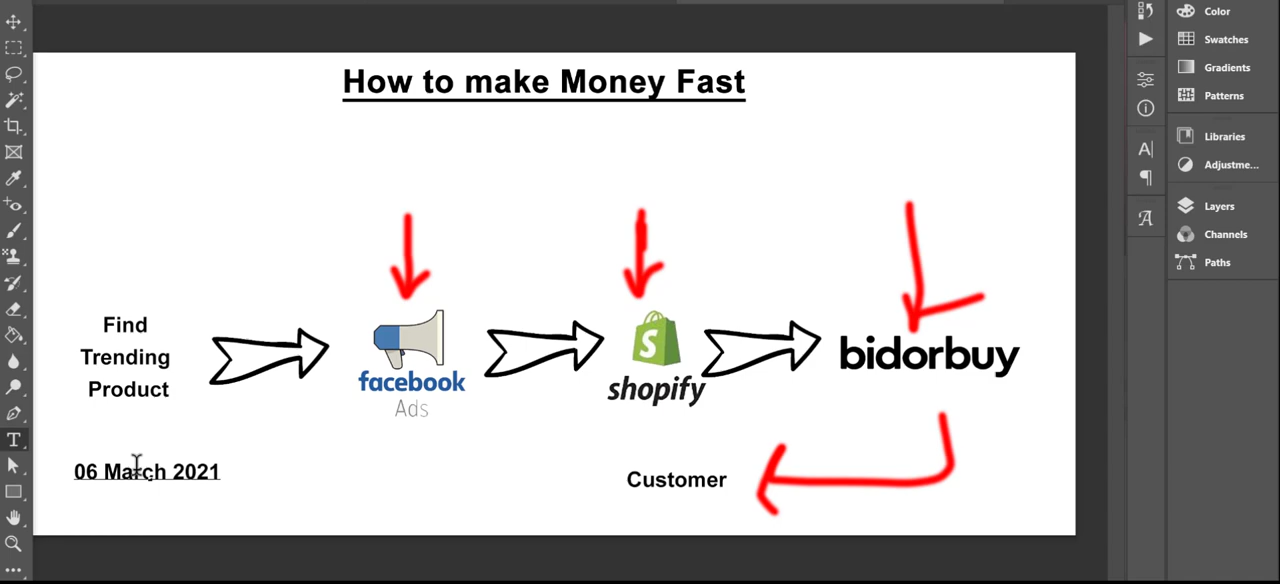 How to make Money Fast
Find
Trending
Product
facebook
Ads
S
shopify
bidorbuy
06 March 2021
Customer
Color
Swatches
Gradients
Patterns
Libraries
Adjustme...
Layers
Channels
Paths